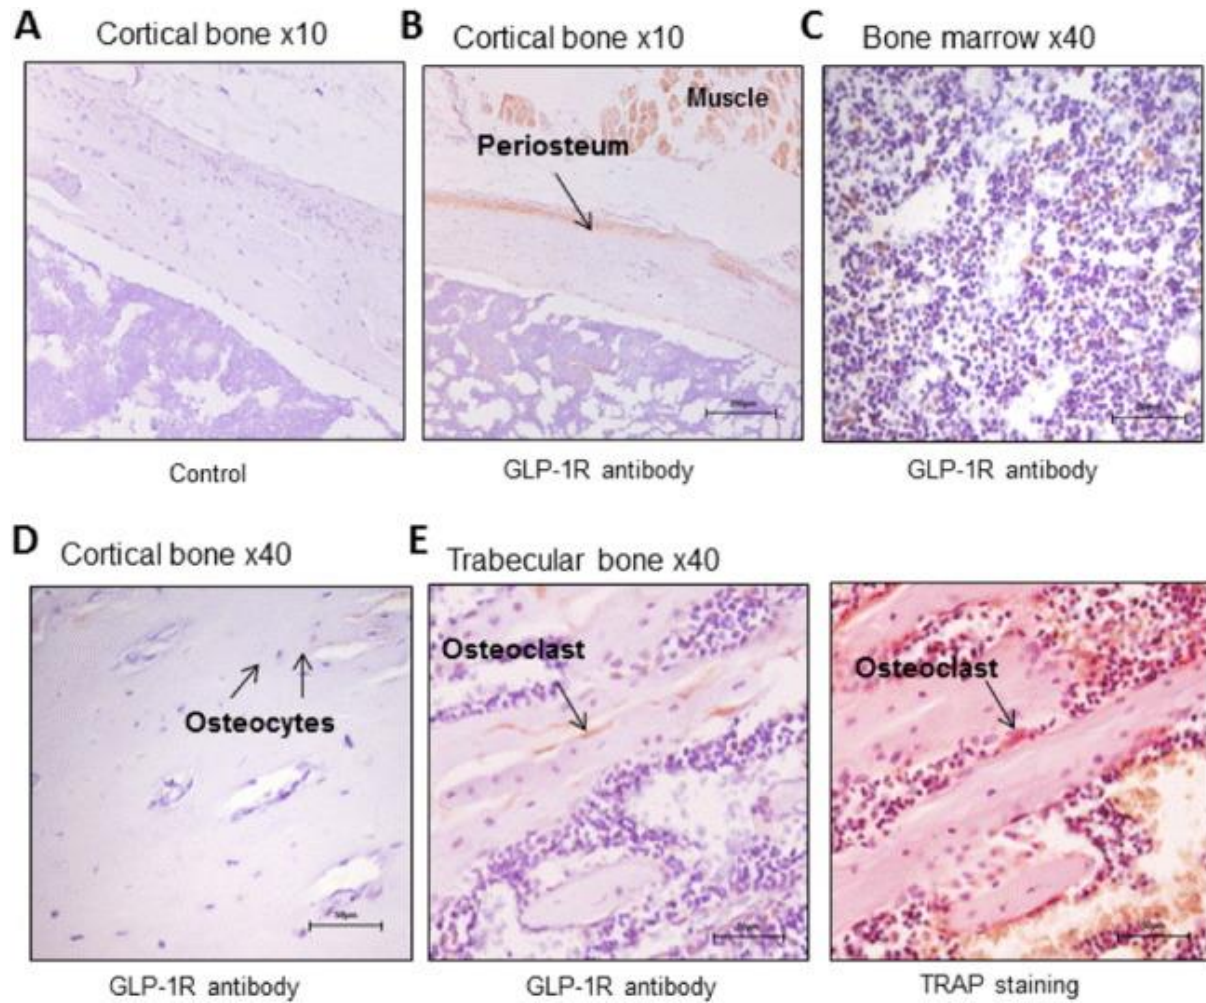 A Cortical bone x10
B Cortical bone x10
C Bone marrow x40
Muscle
Periosteum
Control
GLP-1R antibody
GLP-1R antibody
D Cortical bone x40
E Trabecular bone x40
Osteocytes
Osteoclast
Osteoclast
50µm
GLP-1R antibody
GLP-1R antibody
TRAP staining